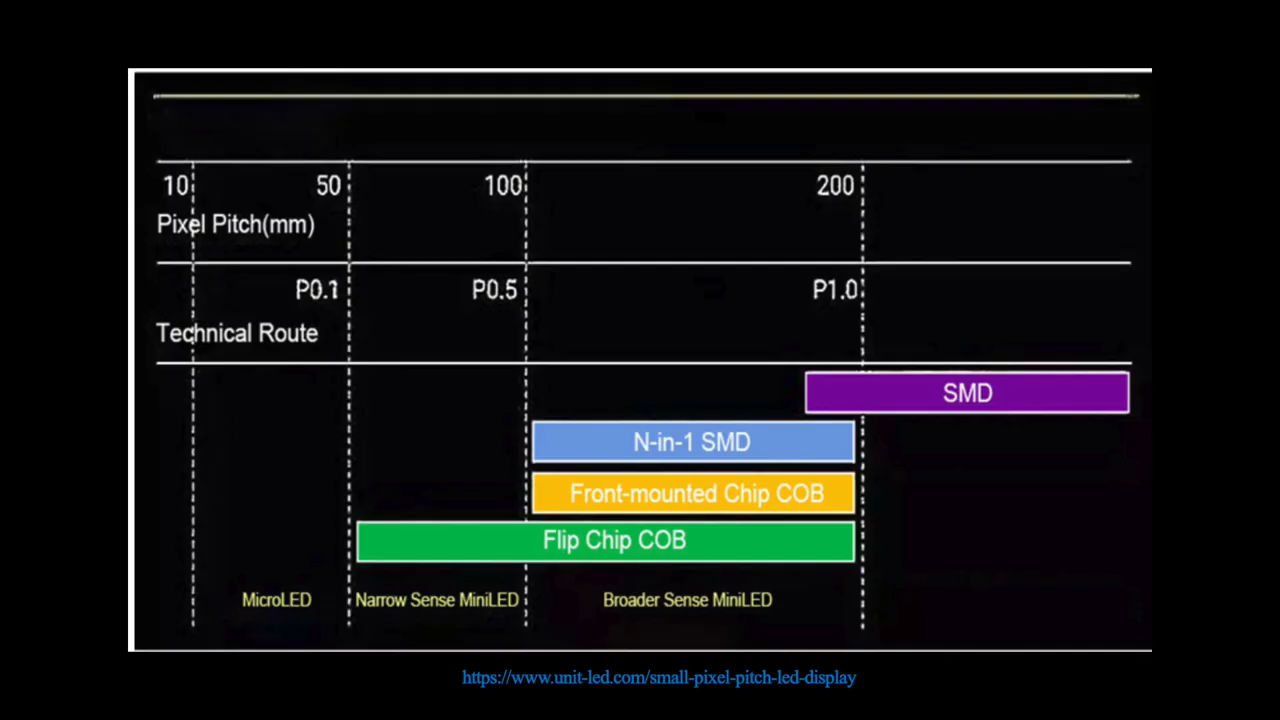 10 50 100 200
Pixel Pitch(mm)
P0.1 P0.5 P1.0
Technical Route
SMD
N-in-1 SMD
Front-mounted Chip COB
Flip Chip COB
MicroLED Narrow Sense MiniLED Broader Sense MiniLED
https://www.unit-led.com/small-pixel-pitch-led-display